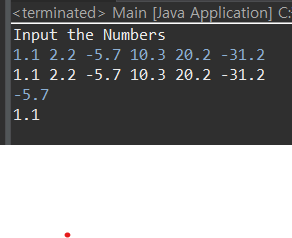 <terminated> Main [Java Application] C:
Input the Numbers
1.1 2.2 -5.7 10.3 20.2 -31.2
1.1 2.2 -5.7 10.3 20.2 -31.2
-5.7
1.1